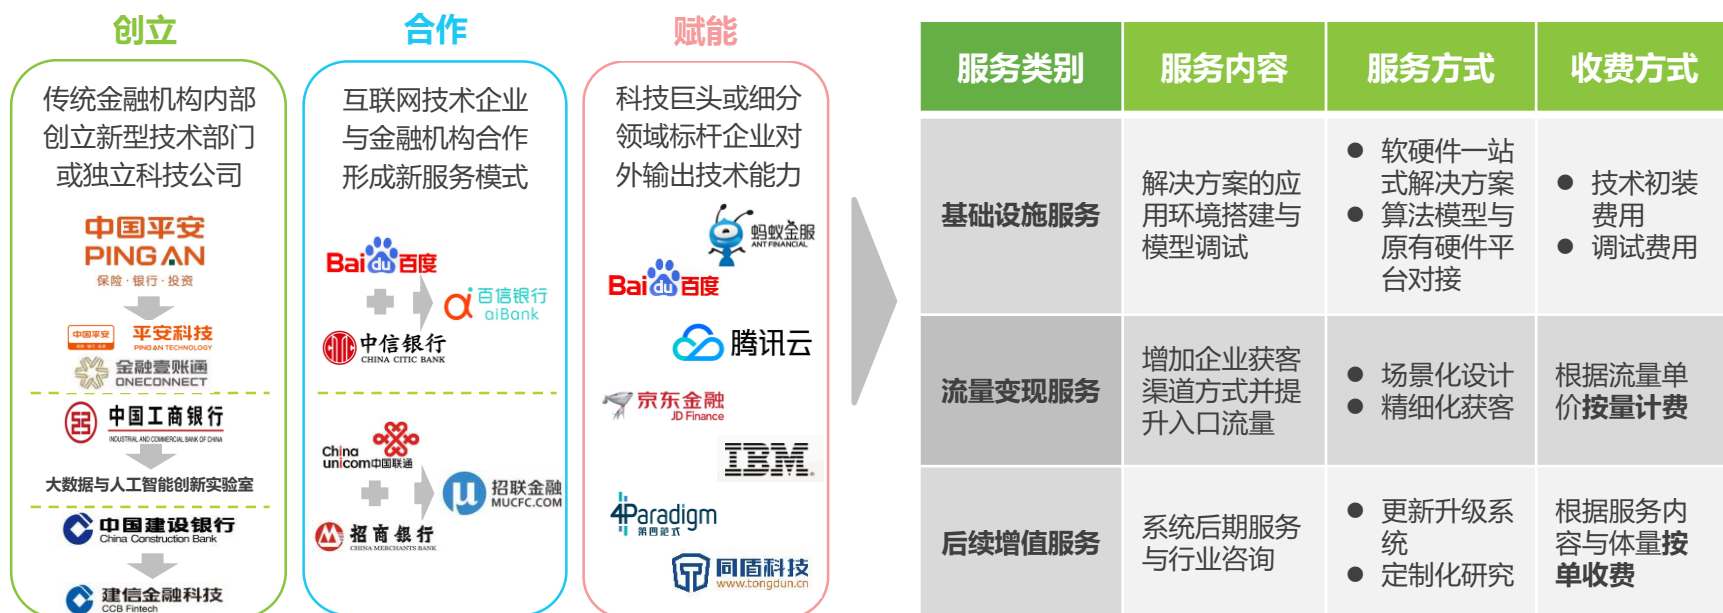 创立
传统金融机构内部
创立新型技术部门
或独立科技公司
中国平安
PING AN
保险·银行·投资
中国平安
平安科技
PINGAN TECHNOLOGY
金融壹账通
ONECONNECT
中国工商银行
INDUSTRIAL AND COMMERCIAL BANK OF CHINA
大数据与人工智能创新实验室
中国建设银行
China Construction Bank
建信金融科技
CCB Fintech
合作
互联网技术企业
与金融机构合作
形成新服务模式
Bai du 百度
百信银行
aiBank
中信银行
CHINA CITIC BANK
China
unicom中国联通
招联金融
MUCFC.COM
招商银行
CHINA MERCHANTS BANK
赋能
科技巨头或细分
领域标杆企业对
外输出技术能力
蚂蚁金服
ANT FINANCIAL
Bai du 百度
腾讯云
京东金融
JD Finance
IBM.
4Paradigm
第四范式
同盾科技
www.tongdun.cn
服务类别 服务内容 服务方式 收费方式
基础设施服务
解决方案的应
用环境搭建与
模型调试
● 软硬件一站
式解决方案
● 算法模型与
原有硬件平
台对接
● 技术初装
费用
● 调试费用
流量变现服务
增加企业获客
渠道方式并提
升入口流量
● 场景化设计
● 精细化获客
根据流量单
价按量计费
后续增值服务
系统后期服务
与行业咨询
● 更新升级系
统
● 定制化研究
根据服务内
容与体量按
单收费